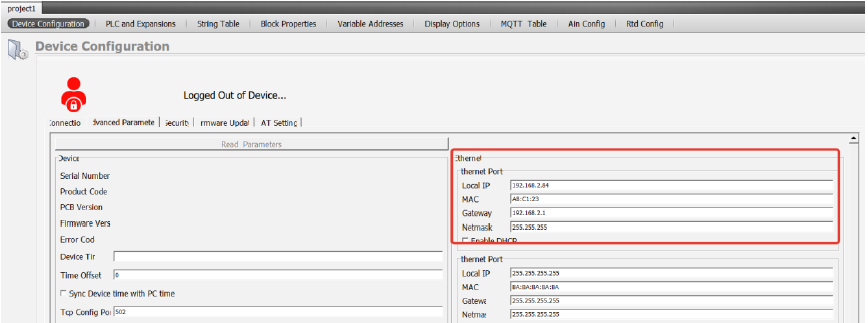 project1
Device Configuration | PLC and Expansions | String Table | Block Properties | Variable Addresses | Display Options | MQTT Table | Ain Config | Rtd Config
Device Configuration
Logged Out of Device...
Connectio dvanced Paramete | Security | rmware Updat | AT Setting |
Read Parameters
Device
Serial Number
Product Code
PCB Version
Firmware Vers
Error Cod
Device Tir
Time Offset 0
Sync Device time with PC time
Tcp Config Po 502
Ethernet
thernet Port
Local IP 192.168.2.84
MAC A8:C1:23
Gateway 192.168.2.1
Netmask 255.255.255
Enable DHCP
thernet Port
Local IP 255.255.255.255
MAC BA:BA:BA:BA:BA
Gatewa 255.255.255.255
Netma 255.255.255.255